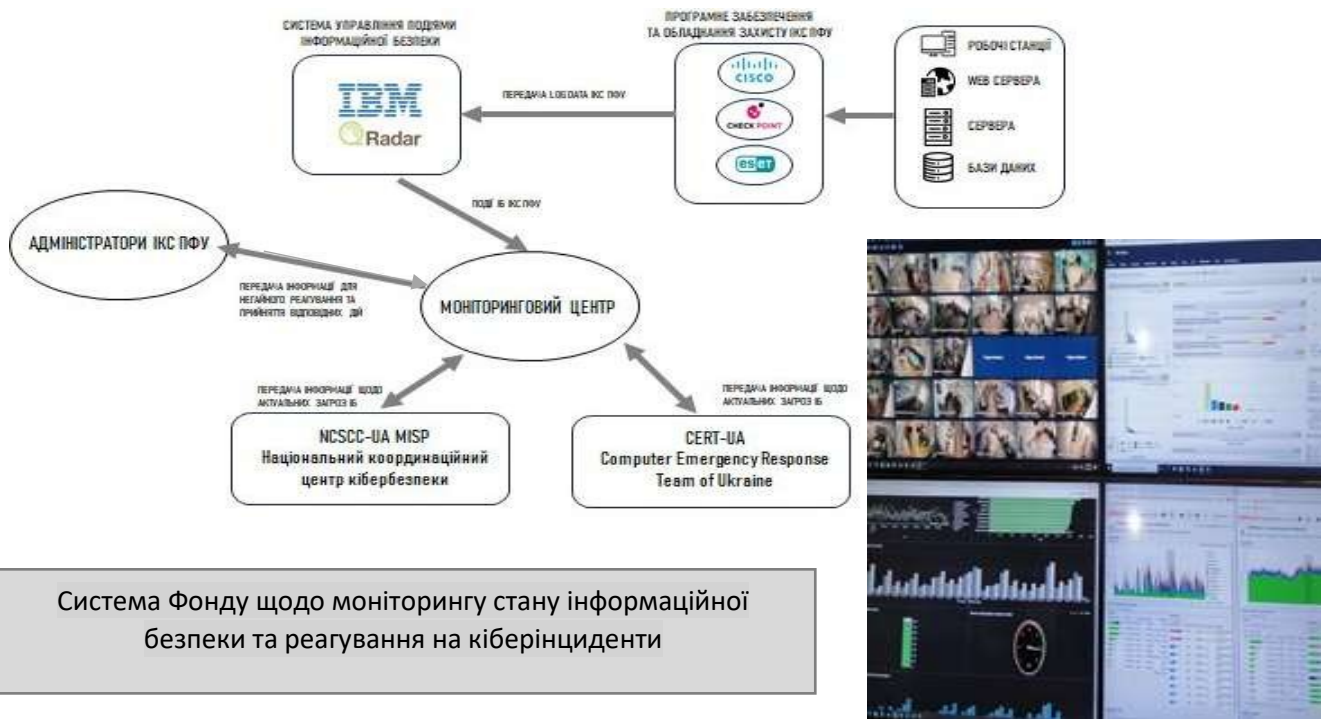 СИСТЕМА УПРАВЛІННЯ ПОДІЯМИ
ІНФОРМАЦІЙНОЇ БЕЗПЕКИ
IBM
QRadar
ПЕРЕДАЧА LOG DATA ІКС ПФУ
ПРОГРАМНЕ ЗАБЕЗПЕЧЕННЯ
ТА ОБЛАДНАННЯ ЗАХИСТУ ІКС ПФУ
CISCO
CHECK POINT
eset
РОБОЧІ СТАНЦІЇ
WEB СЕРВЕРА
СЕРВЕРА
БАЗИ ДАНИХ
ПОДІЇ ІБ ІКС ПФУ
АДМІНІСТРАТОРИ ІКС ПФУ
ПЕРЕДАЧА ІНФОРМАЦІЇ ДЛЯ
НЕГАЙНОГО РЕАГУВАННЯ ТА
ПРИЙНЯТТЯ ВІДПОВІДНИХ ДІЙ
МОНІТОРИНГОВИЙ ЦЕНТР
ПЕРЕДАЧА ІНФОРМАЦІЇ ЩОДО
АКТУАЛЬНИХ ЗАГРОЗ ІБ
NCSCC-UA MISP
Національний координаційний
центр кібербезпеки
ПЕРЕДАЧА ІНФОРМАЦІЇ ЩОДО
АКТУАЛЬНИХ ЗАГРОЗ ІБ
CERT-UA
Computer Emergency Response
Team of Ukraine
Система Фонду щодо моніторингу стану інформаційної
безпеки та реагування на кіберінциденти